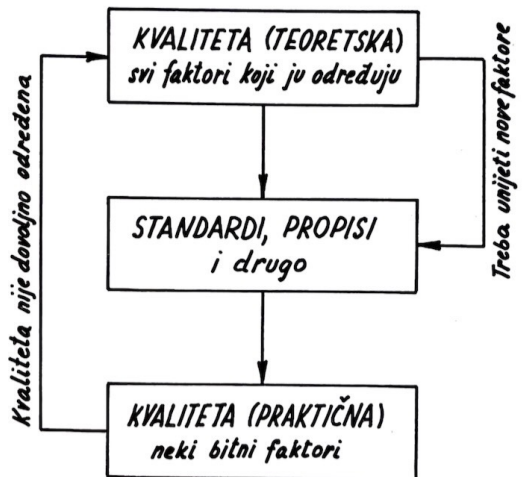 KVALITETA (TEORETSKA)
svi faktori koji ju određuju
STANDARDI, PROPISI
i drugo
KVALITETA (PRAKTIČNA)
neki bitni faktori
Kvaliteta nije dovoljno određena
Treba unijeti nove faktore